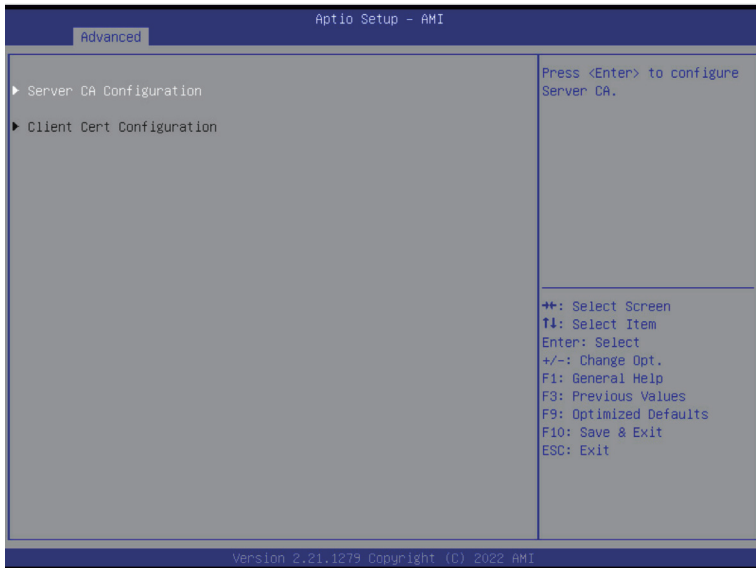 Aptio Setup - AMI
Advanced
▶ Server CA Configuration
▶ Client Cert Configuration
Press <Enter> to configure
Server CA.
→←: Select Screen
↑↓: Select Item
Enter: Select
+/-: Change Opt.
F1: General Help
F3: Previous Values
F9: Optimized Defaults
F10: Save & Exit
ESC: Exit
Version 2.21.1279 Copyright (C) 2022 AMI